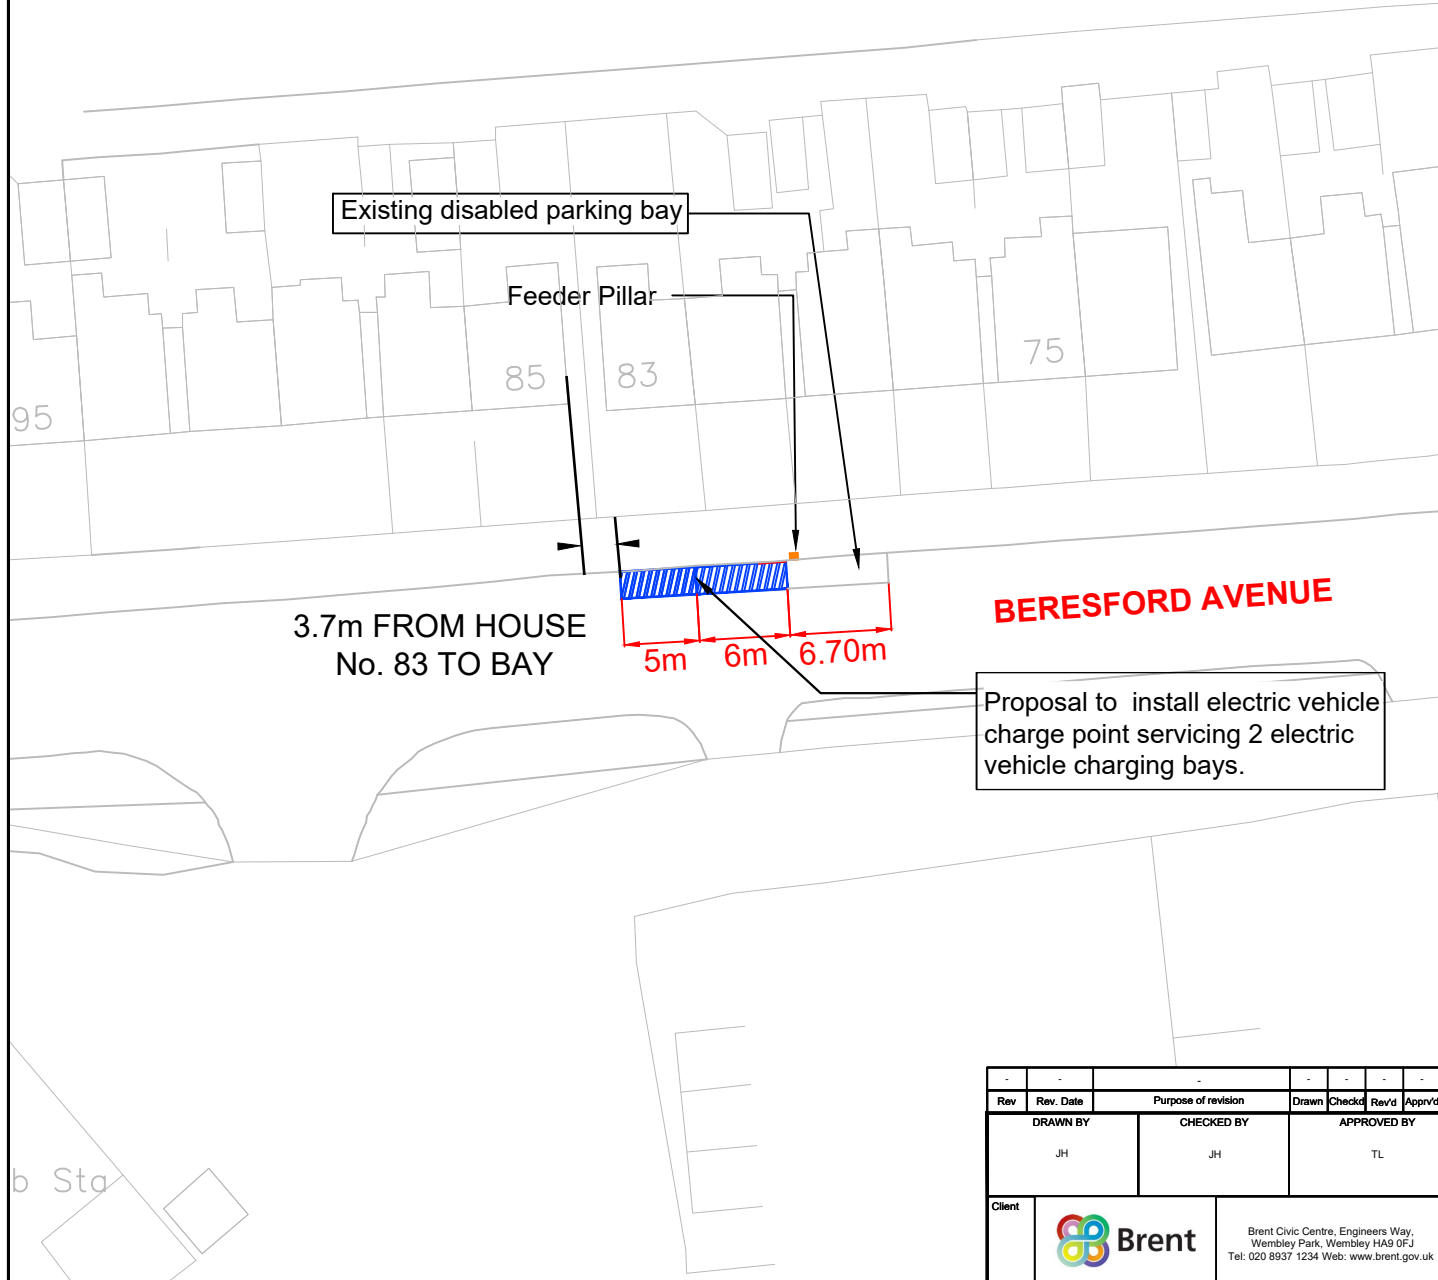 Existing disabled parking bay
Feeder Pillar
75
85
83
95
BERESFORD AVENUE
3.7m FROM HOUSE
No. 83 TO BAY
5m
6m
6.70m
Proposal to  install electric vehicle
charge point servicing 2 electric
vehicle charging bays.
b Sta
- - - - - - -
Rev Rev. Date Purpose of revision Drawn Checkd Rev'd Apprv'd
DRAWN BY CHECKED BY APPROVED BY
JH JH TL
Client
Brent
Brent Civic Centre, Engineers Way,
Wembley Park, Wembley HA9 0FJ
Tel: 020 8937 1234 Web: www.brent.gov.uk